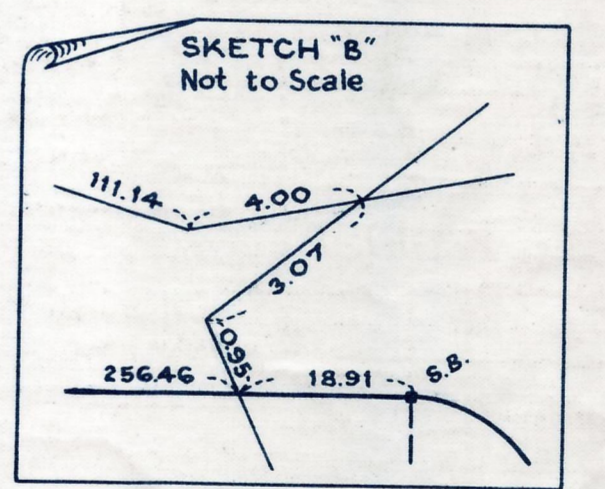 SKETCH "B"
Not to Scale
111.14
4.00
3.07
0.95
256.46
18.91
S.B.